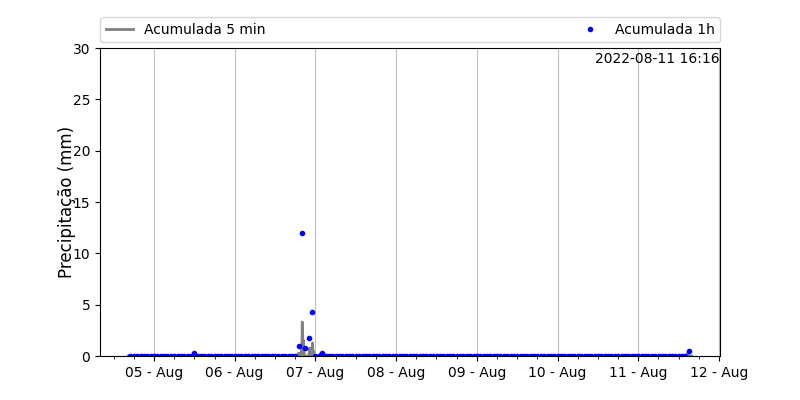 Acumulada 5 min
Acumulada 1h
2022-08-11 16:16
Precipitação (mm)
30
25
20
15
10
5
0
05 - Aug
06 - Aug
07 - Aug
08 - Aug
09 - Aug
10 - Aug
11 - Aug
12 - Aug